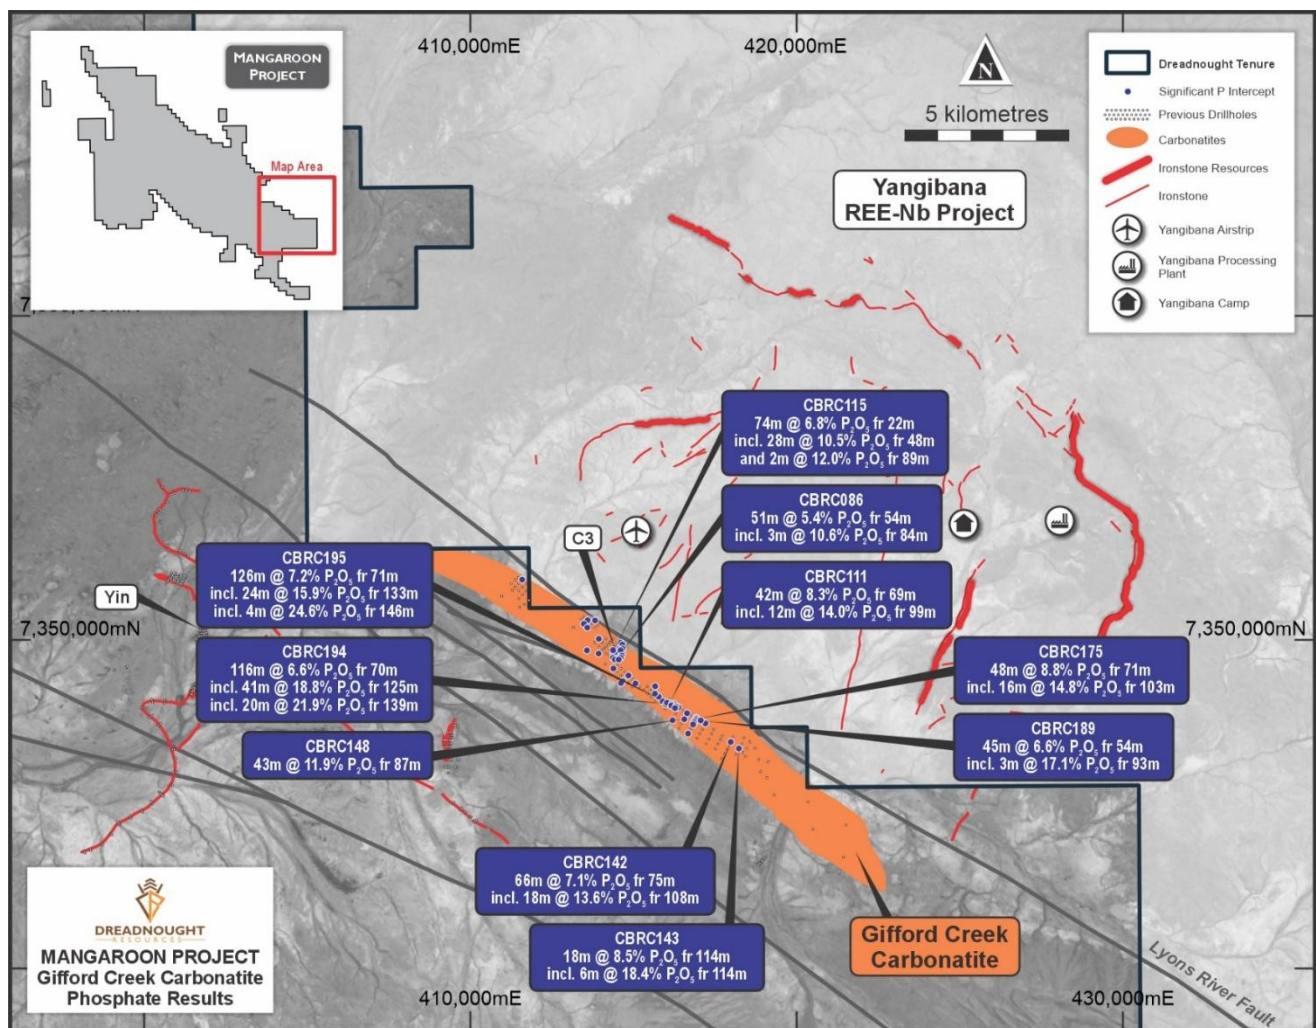 410,000mE
420,000mE
MANGAROON
PROJECT
Map Area
N
5 kilometres
Dreadnought Tenure
Significant P Intercept
Previous Drillholes
Carbonatites
Ironstone Resources
Ironstone
Yangibana Airstrip
Yangibana Processing
Plant
Yangibana Camp
Yangibana
REE-Nb Project
CBRC115
74m @ 6.8% P₂O₅ fr 22m
incl. 28m @ 10.5% P₂O₅ fr 48m
and 2m @ 12.0% P₂O₅ fr 89m
CBRC086
51m @ 5.4% P₂O₅ fr 54m
incl. 3m @ 10.6% P₂O₅ fr 84m
C3
CBRC111
42m @ 8.3% P₂O₅ fr 69m
incl. 12m @ 14.0% P₂O₅ fr 99m
CBRC195
126m @ 7.2% P₂O₅ fr 71m
incl. 24m @ 15.9% P₂O₅ fr 133m
incl. 4m @ 24.6% P₂O₅ fr 146m
Yin
7,350,000mN
7,350,000mN
CBRC194
116m @ 6.6% P₂O₅ fr 70m
incl. 41m @ 18.8% P₂O₅ fr 125m
incl. 20m @ 21.9% P₂O₅ fr 139m
CBRC175
48m @ 8.8% P₂O₅ fr 71m
incl. 16m @ 14.8% P₂O₅ fr 103m
CBRC148
43m @ 11.9% P₂O₅ fr 87m
CBRC189
45m @ 6.6% P₂O₅ fr 54m
incl. 3m @ 17.1% P₂O₅ fr 93m
CBRC142
66m @ 7.1% P₂O₅ fr 75m
incl. 18m @ 13.6% P₂O₅ fr 108m
CBRC143
18m @ 8.5% P₂O₅ fr 114m
incl. 6m @ 18.4% P₂O₅ fr 114m
Gifford Creek
Carbonatite
Lyons River Fault
DREADNOUGHT
RESOURCES
MANGAROON PROJECT
Gifford Creek Carbonatite
Phosphate Results
410,000mE
430,000mE